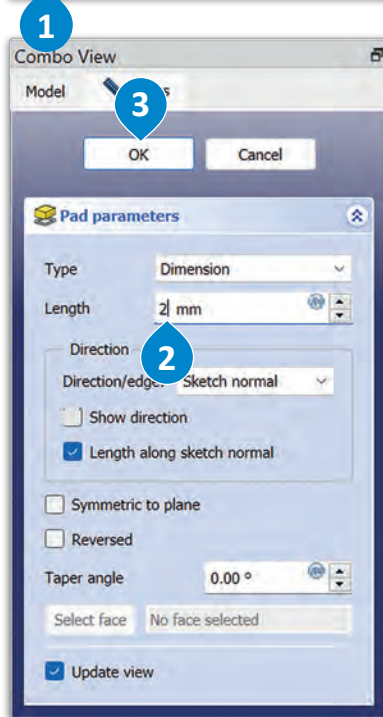 1
Combo View
Model
3
OK Cancel
Pad parameters
Type Dimension
Length 2 mm
2
Direction
Sketch normal
Show direction
Length along sketch normal
Symmetric to plane
Reversed
Taper angle 0.00 °
Select face No face selected
Update view